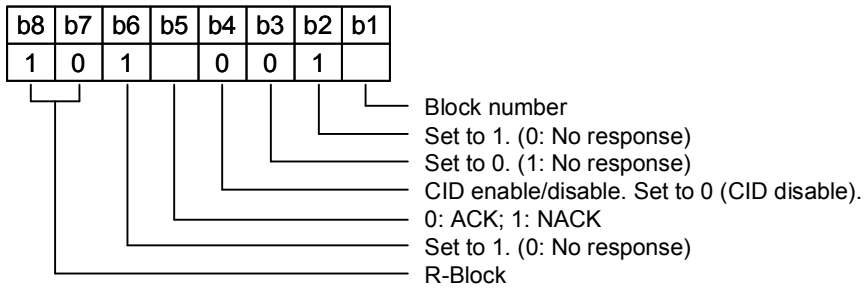 b8 b7 b6 b5 b4 b3 b2 b1
1 0 1 0 0 1
Block number
Set to 1. (0: No response)
Set to 0. (1: No response)
CID enable/disable. Set to 0 (CID disable).
0: ACK; 1: NACK
Set to 1. (0: No response)
R-Block